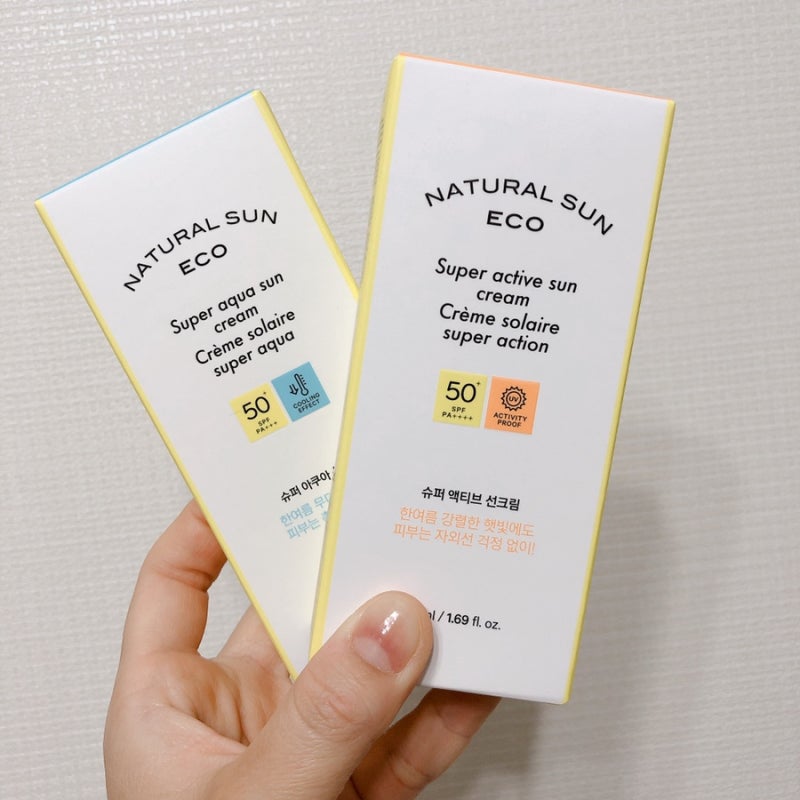 NATURAL SUN
ECO
Super aqua sun
cream
Crème solaire
super aqua
50+
SPF
PA+++
COOLING
EFFECT
슈퍼 아쿠아
한여름
피부는
NATURAL SUN
ECO
Super active sun
cream
Crème solaire
super action
50+
SPF
PA++++
UV
ACTIVITY
PROOF
슈퍼 액티브 선크림
한여름 강렬한 햇빛에도
피부는 자외선 걱정 없이!
ml / 1.69 fl. oz.